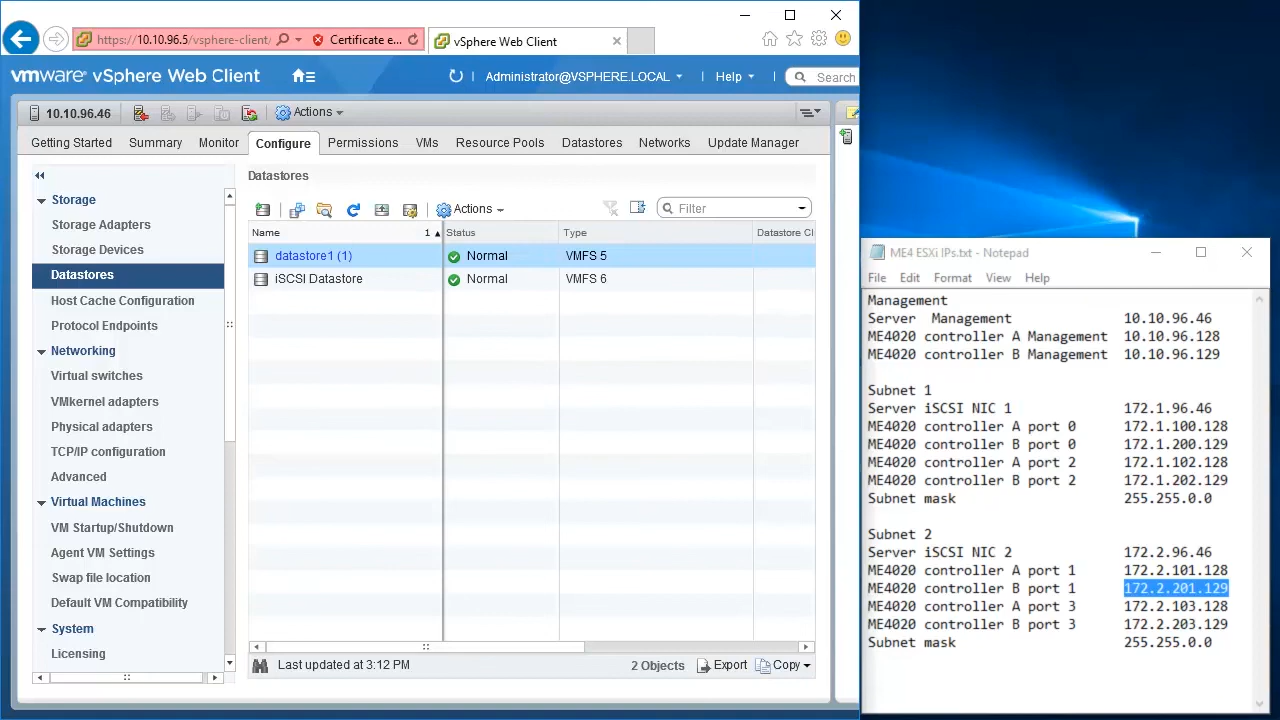 https://10.10.96.5/vsphere-client/
Certificate e...
vSphere Web Client
vmware® vSphere Web Client
Administrator@VSPHERE.LOCAL
Help
Search
10.10.96.46
Actions
Getting Started
Summary
Monitor
Configure
Permissions
VMs
Resource Pools
Datastores
Networks
Update Manager
Storage
Storage Adapters
Storage Devices
Datastores
Host Cache Configuration
Protocol Endpoints
Networking
Virtual switches
VMkernel adapters
Physical adapters
TCP/IP configuration
Advanced
Virtual Machines
VM Startup/Shutdown
Agent VM Settings
Swap file location
Default VM Compatibility
System
Licensing
Datastores
Actions
Filter
Name 1 Status Type Datastore Cl
datastore1 (1) Normal VMFS 5
iSCSI Datastore Normal VMFS 6
Last updated at 3:12 PM
2 Objects
Export
Copy
ME4 ESXi IPs.txt - Notepad
File Edit Format View Help
Management
Server  Management 10.10.96.46
ME4020 controller A Management 10.10.96.128
ME4020 controller B Management 10.10.96.129
Subnet 1
Server iSCSI NIC 1 172.1.96.46
ME4020 controller A port 0 172.1.100.128
ME4020 controller B port 0 172.1.200.129
ME4020 controller A port 2 172.1.102.128
ME4020 controller B port 2 172.1.202.129
Subnet mask 255.255.0.0
Subnet 2
Server iSCSI NIC 2 172.2.96.46
ME4020 controller A port 1 172.2.101.128
ME4020 controller B port 1 172.2.201.129
ME4020 controller A port 3 172.2.103.128
ME4020 controller B port 3 172.2.203.129
Subnet mask 255.255.0.0